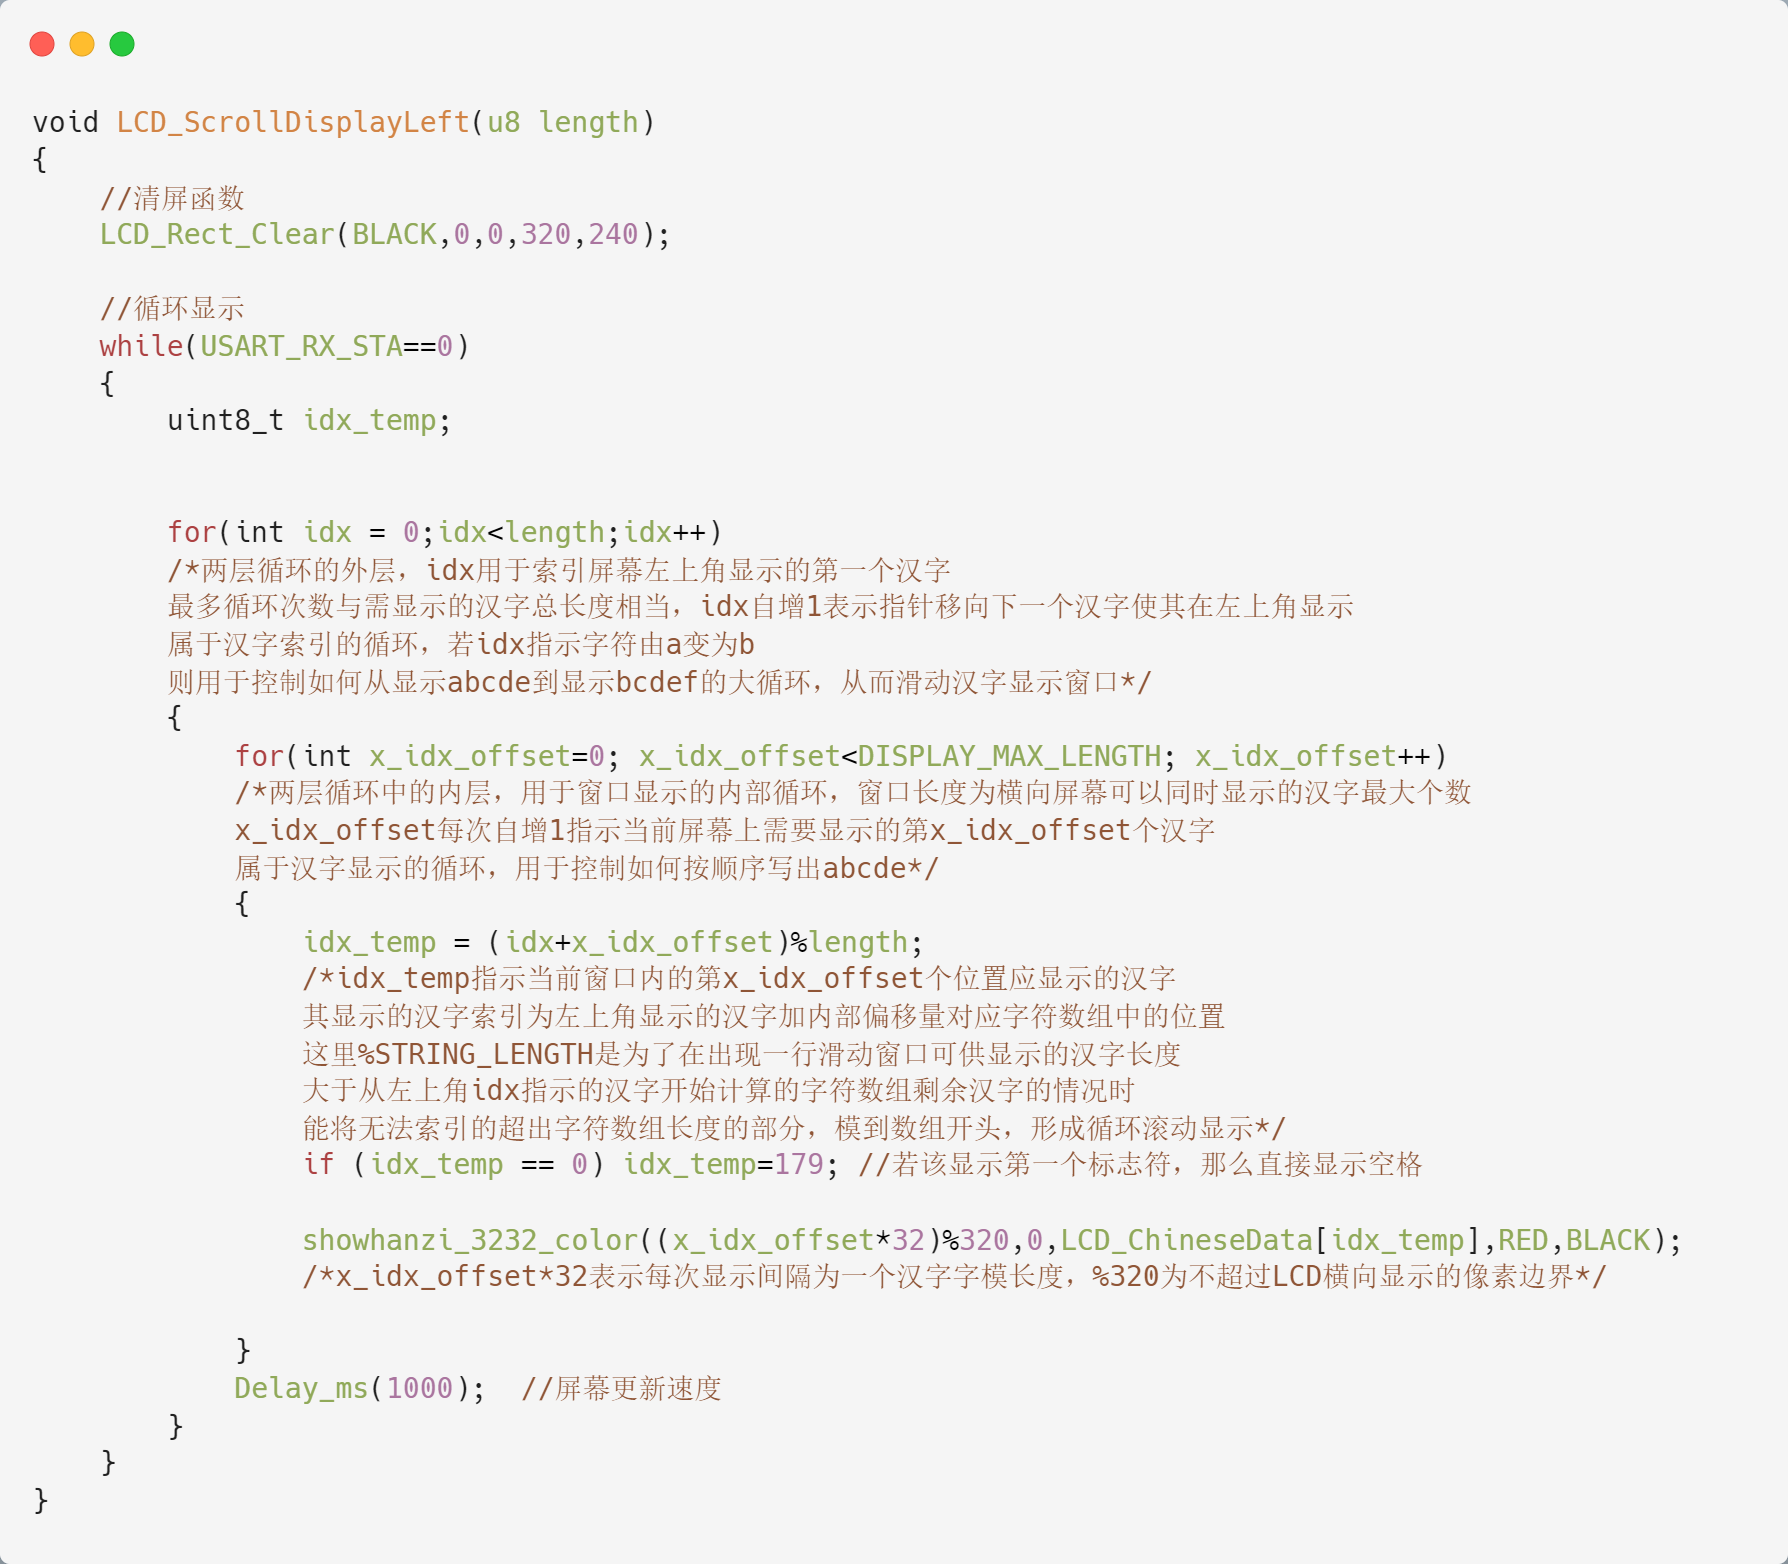 void LCD_ScrollDisplayLeft(u8 length)
{
    //清屏函数
    LCD_Rect_Clear(BLACK,0,0,320,240);
    //循环显示
    while(USART_RX_STA==0)
    {
        uint8_t idx_temp;
        for(int idx = 0;idx<length;idx++)
        /*两层循环的外层，idx用于索引屏幕左上角显示的第一个汉字
        最多循环次数与需显示的汉字总长度相当，idx自增1表示指针移向下一个汉字使其在左上角显示
        属于汉字索引的循环，若idx指示字符由a变为b
        则用于控制如何从显示abcde到显示bcdef的大循环，从而滑动汉字显示窗口*/
        {
            for(int x_idx_offset=0; x_idx_offset<DISPLAY_MAX_LENGTH; x_idx_offset++)
            /*两层循环中的内层，用于窗口显示的内部循环，窗口长度为横向屏幕可以同时显示的汉字最大个数
            x_idx_offset每次自增1指示当前屏幕上需要显示的第x_idx_offset个汉字
            属于汉字显示的循环，用于控制如何按顺序写出abcde*/
            {
                idx_temp = (idx+x_idx_offset)%length;
                /*idx_temp指示当前窗口内的第x_idx_offset个位置应显示的汉字
                其显示的汉字索引为左上角显示的汉字加内部偏移量对应字符数组中的位置
                这里%STRING_LENGTH是为了在出现一行滑动窗口可供显示的汉字长度
                大于从左上角idx指示的汉字开始计算的字符数组剩余汉字的情况时
                能将无法索引的超出字符数组长度的部分，模到数组开头，形成循环滚动显示*/
                if (idx_temp == 0) idx_temp=179; //若该显示第一个标志符，那么直接显示空格
                showhanzi_3232_color((x_idx_offset*32)%320,0,LCD_ChineseData[idx_temp],RED,BLACK);
                /*x_idx_offset*32表示每次显示间隔为一个汉字字模长度，%320为不超过LCD横向显示的像素边界*/
            }
            Delay_ms(1000);  //屏幕更新速度
        }
    }
}